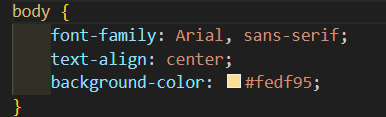 body {
    font-family: Arial, sans-serif;
    text-align: center;
    background-color: #fedf95;
}